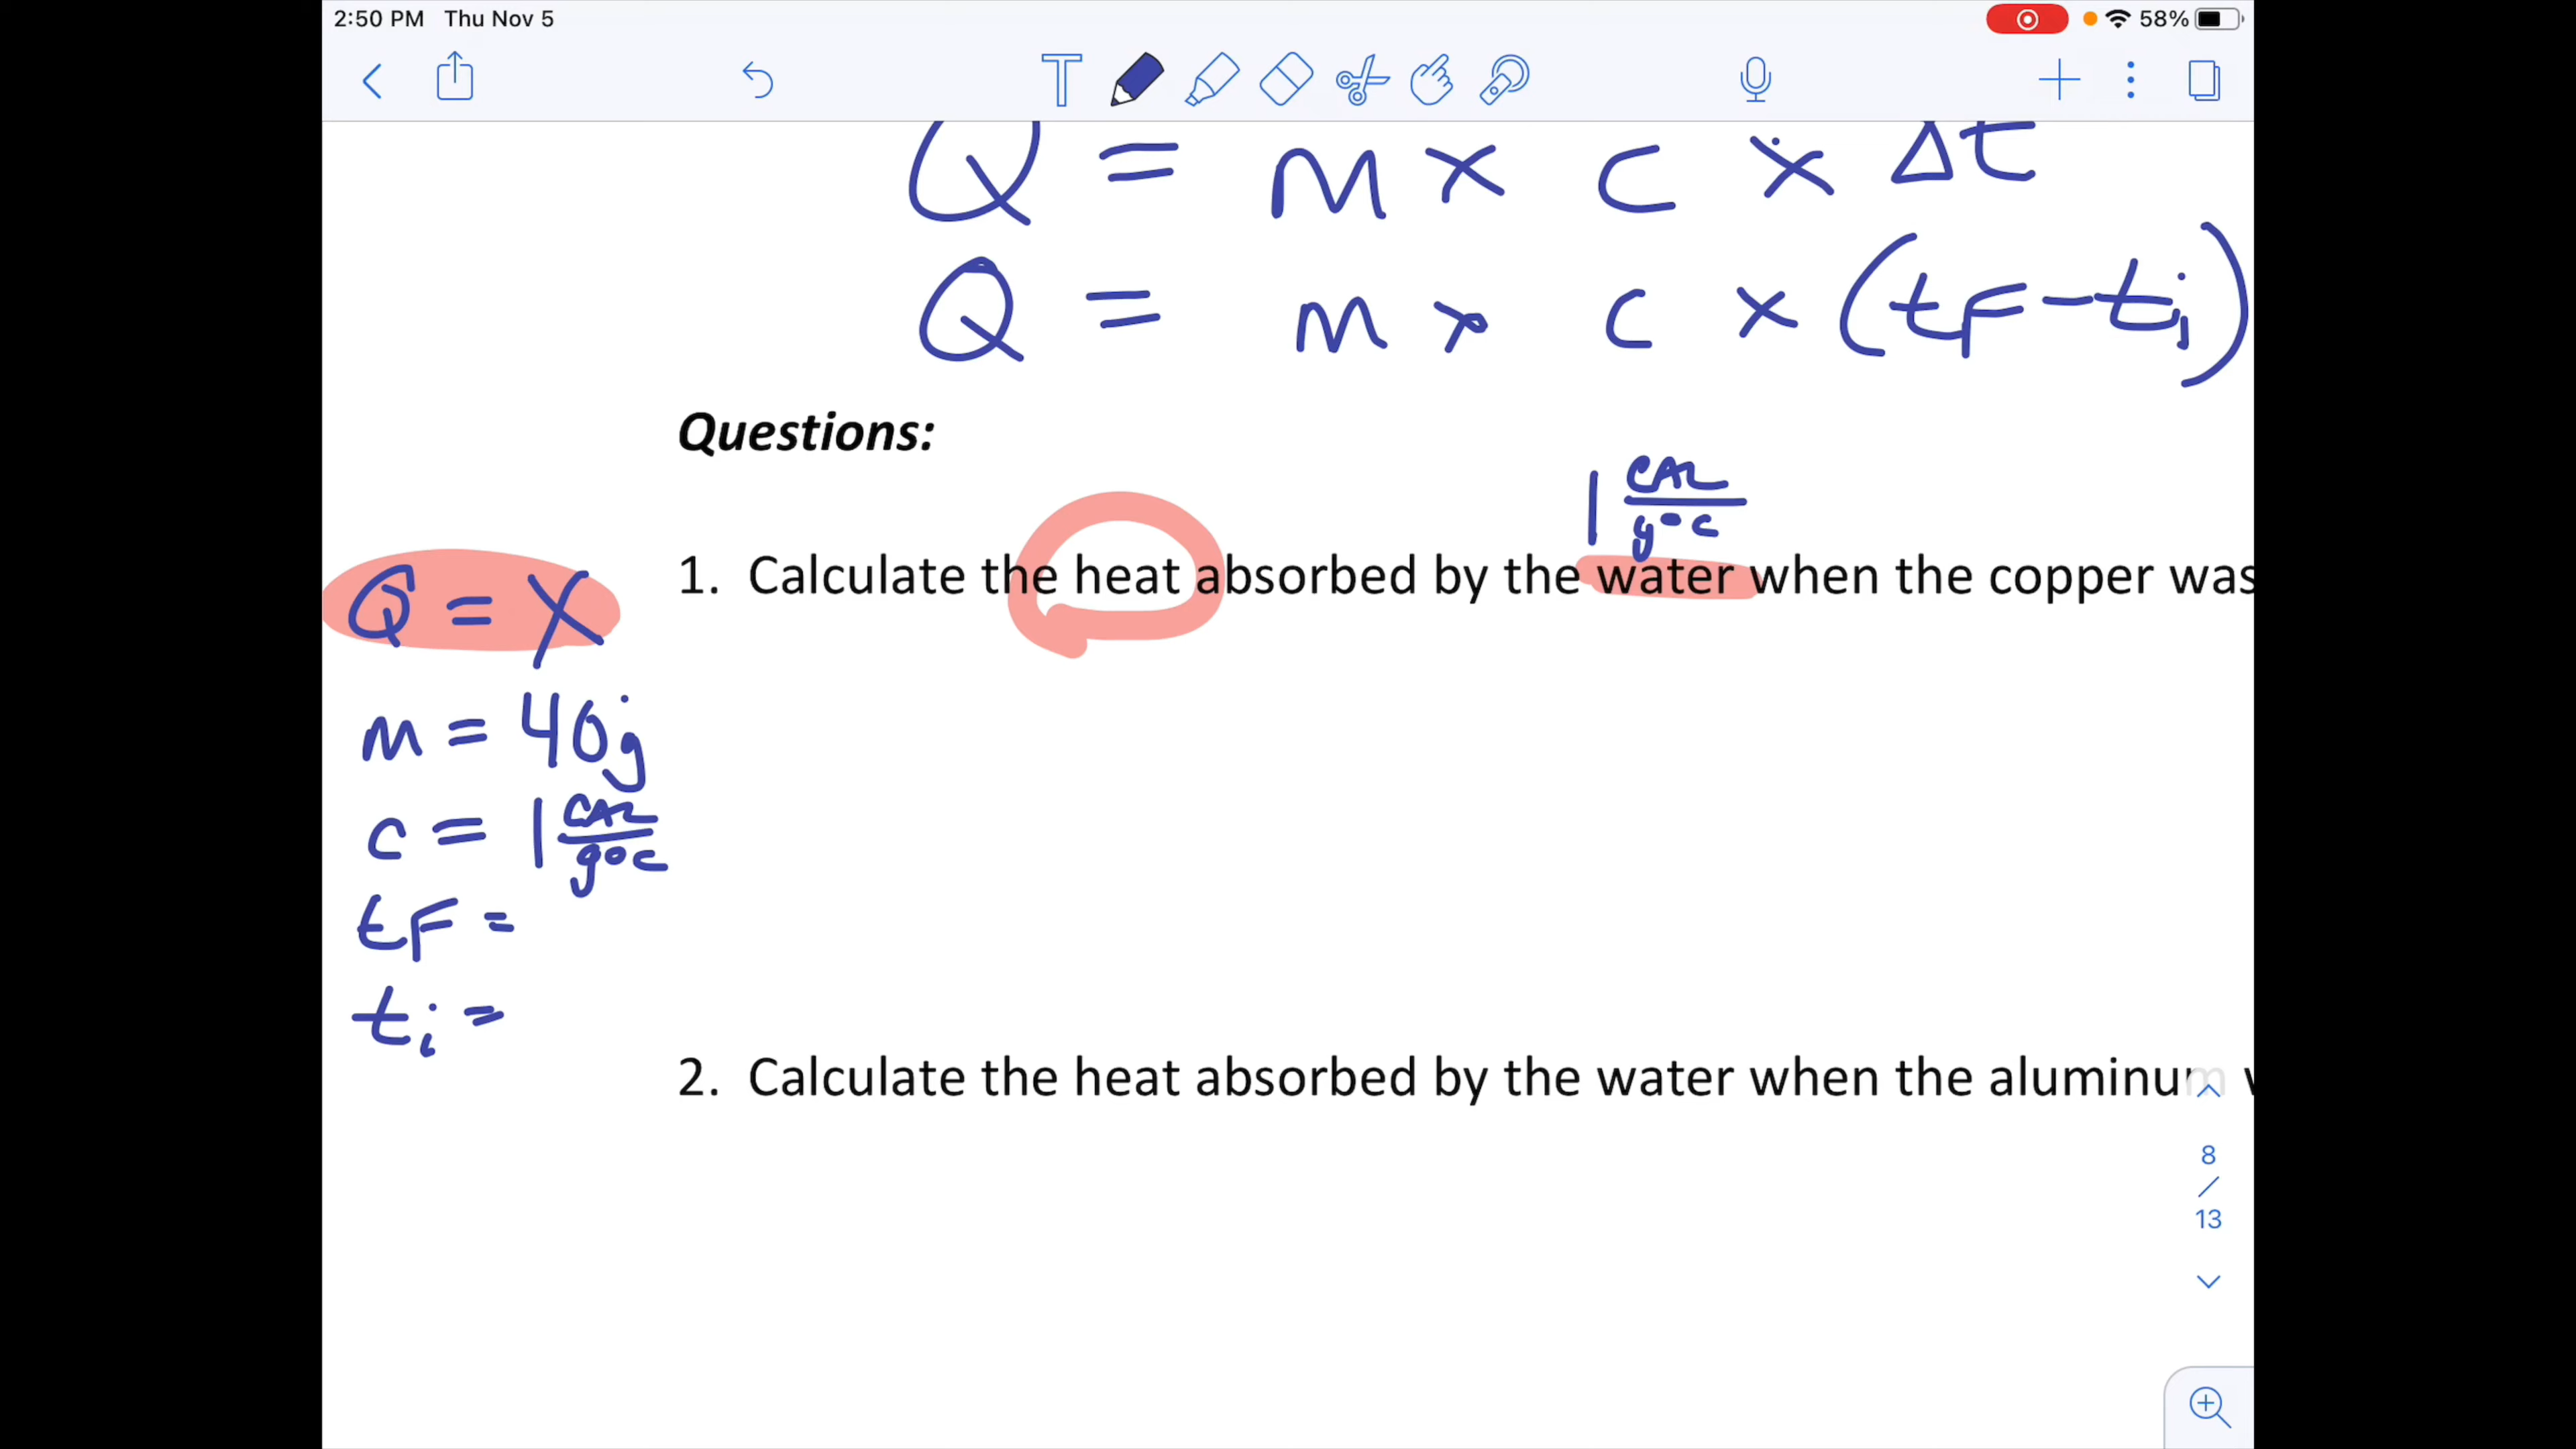 2:50 PM Thu Nov 5
58%
T
Q = m x c x Δt
Q = m x c x (tF-ti)
Questions:
1 CAL
g°C
1. Calculate the heat absorbed by the water when the copper was
Q = X
m = 40g
c = 1 CAL
g°C
tF =
ti =
2. Calculate the heat absorbed by the water when the aluminum
8
/
13